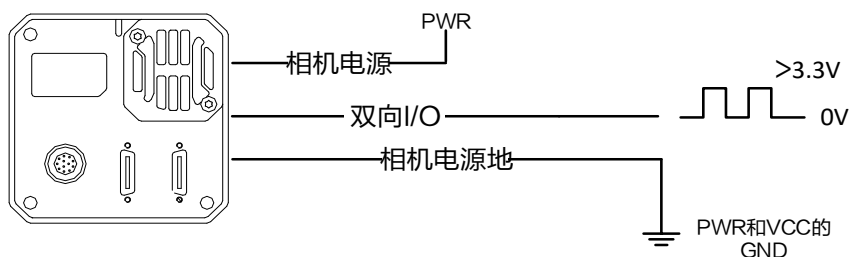 PWR
相机电源
>3.3V
双向I/O
0V
相机电源地
PWR和VCC的
GND